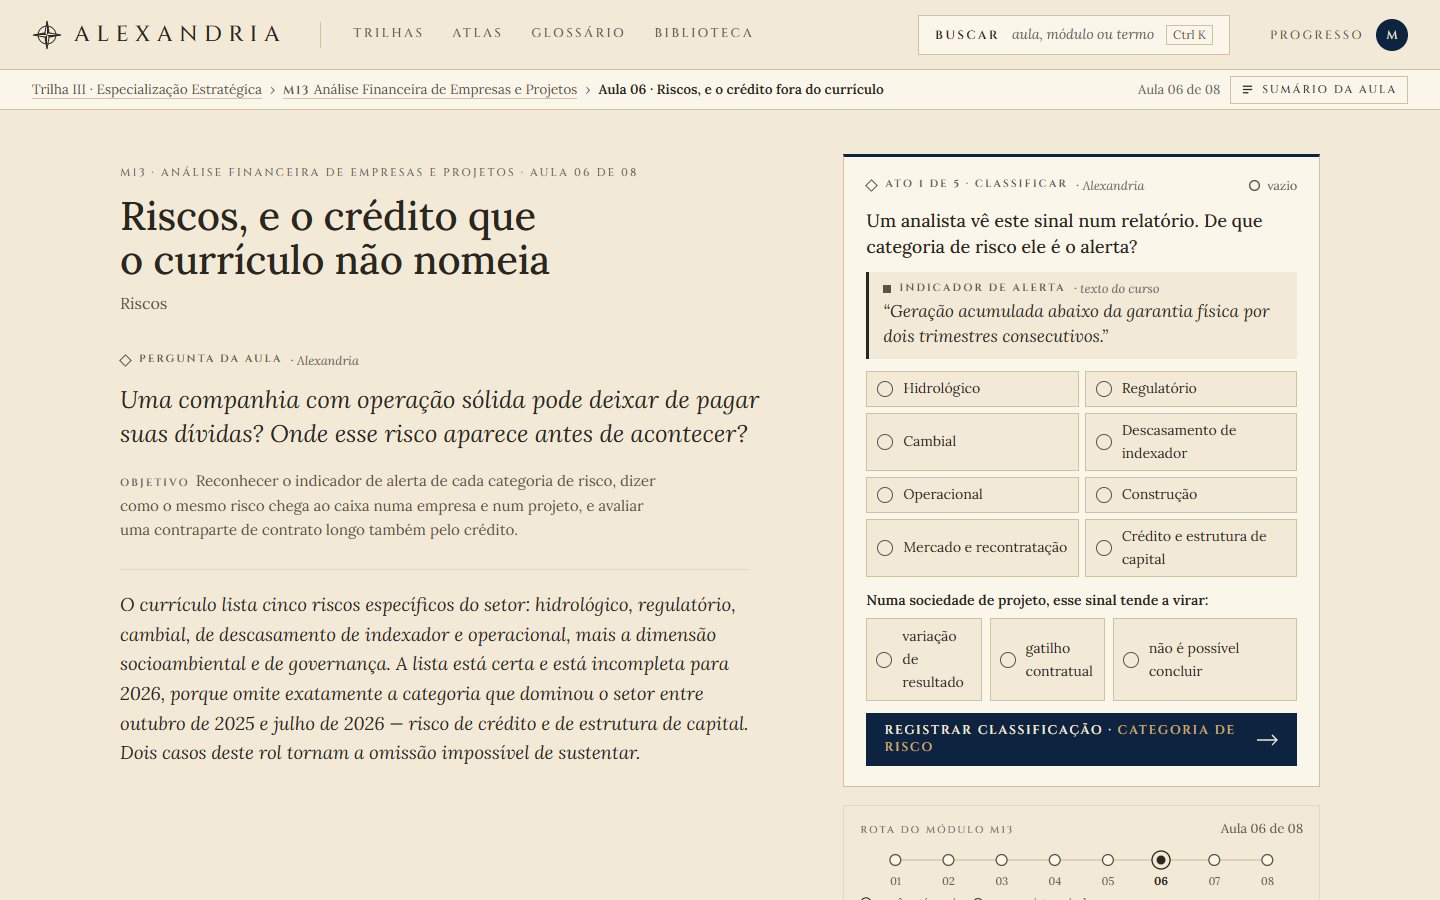 ALEXANDRIA
TRILHAS ATLAS GLOSSÁRIO BIBLIOTECA
BUSCAR aula, módulo ou termo Ctrl K
PROGRESSO M
Trilha III · Especialização Estratégica › M13 Análise Financeira de Empresas e Projetos › Aula 06 · Riscos, e o crédito fora do currículo
Aula 06 de 08 SUMÁRIO DA AULA
M13 · ANÁLISE FINANCEIRA DE EMPRESAS E PROJETOS · AULA 06 DE 08
Riscos, e o crédito que
o currículo não nomeia
Riscos
PERGUNTA DA AULA · Alexandria
Uma companhia com operação sólida pode deixar de pagar
suas dívidas? Onde esse risco aparece antes de acontecer?
OBJETIVO Reconhecer o indicador de alerta de cada categoria de risco, dizer
como o mesmo risco chega ao caixa numa empresa e num projeto, e avaliar
uma contraparte de contrato longo também pelo crédito.
O currículo lista cinco riscos específicos do setor: hidrológico, regulatório,
cambial, de descasamento de indexador e operacional, mais a dimensão
socioambiental e de governança. A lista está certa e está incompleta para
2026, porque omite exatamente a categoria que dominou o setor entre
outubro de 2025 e julho de 2026 — risco de crédito e de estrutura de capital.
Dois casos deste rol tornam a omissão impossível de sustentar.
ATO 1 DE 5 · CLASSIFICAR · Alexandria
vazio
Um analista vê este sinal num relatório. De que
categoria de risco ele é o alerta?
INDICADOR DE ALERTA · texto do curso
“Geração acumulada abaixo da garantia física por
dois trimestres consecutivos.”
Hidrológico
Regulatório
Cambial
Descasamento de
indexador
Operacional
Construção
Mercado e recontratação
Crédito e estrutura de
capital
Numa sociedade de projeto, esse sinal tende a virar:
variação
de
resultado
gatilho
contratual
não é possível
concluir
REGISTRAR CLASSIFICAÇÃO · CATEGORIA DE
RISCO
ROTA DO MÓDULO M13
Aula 06 de 08
01 02 03 04 05 06 07 08